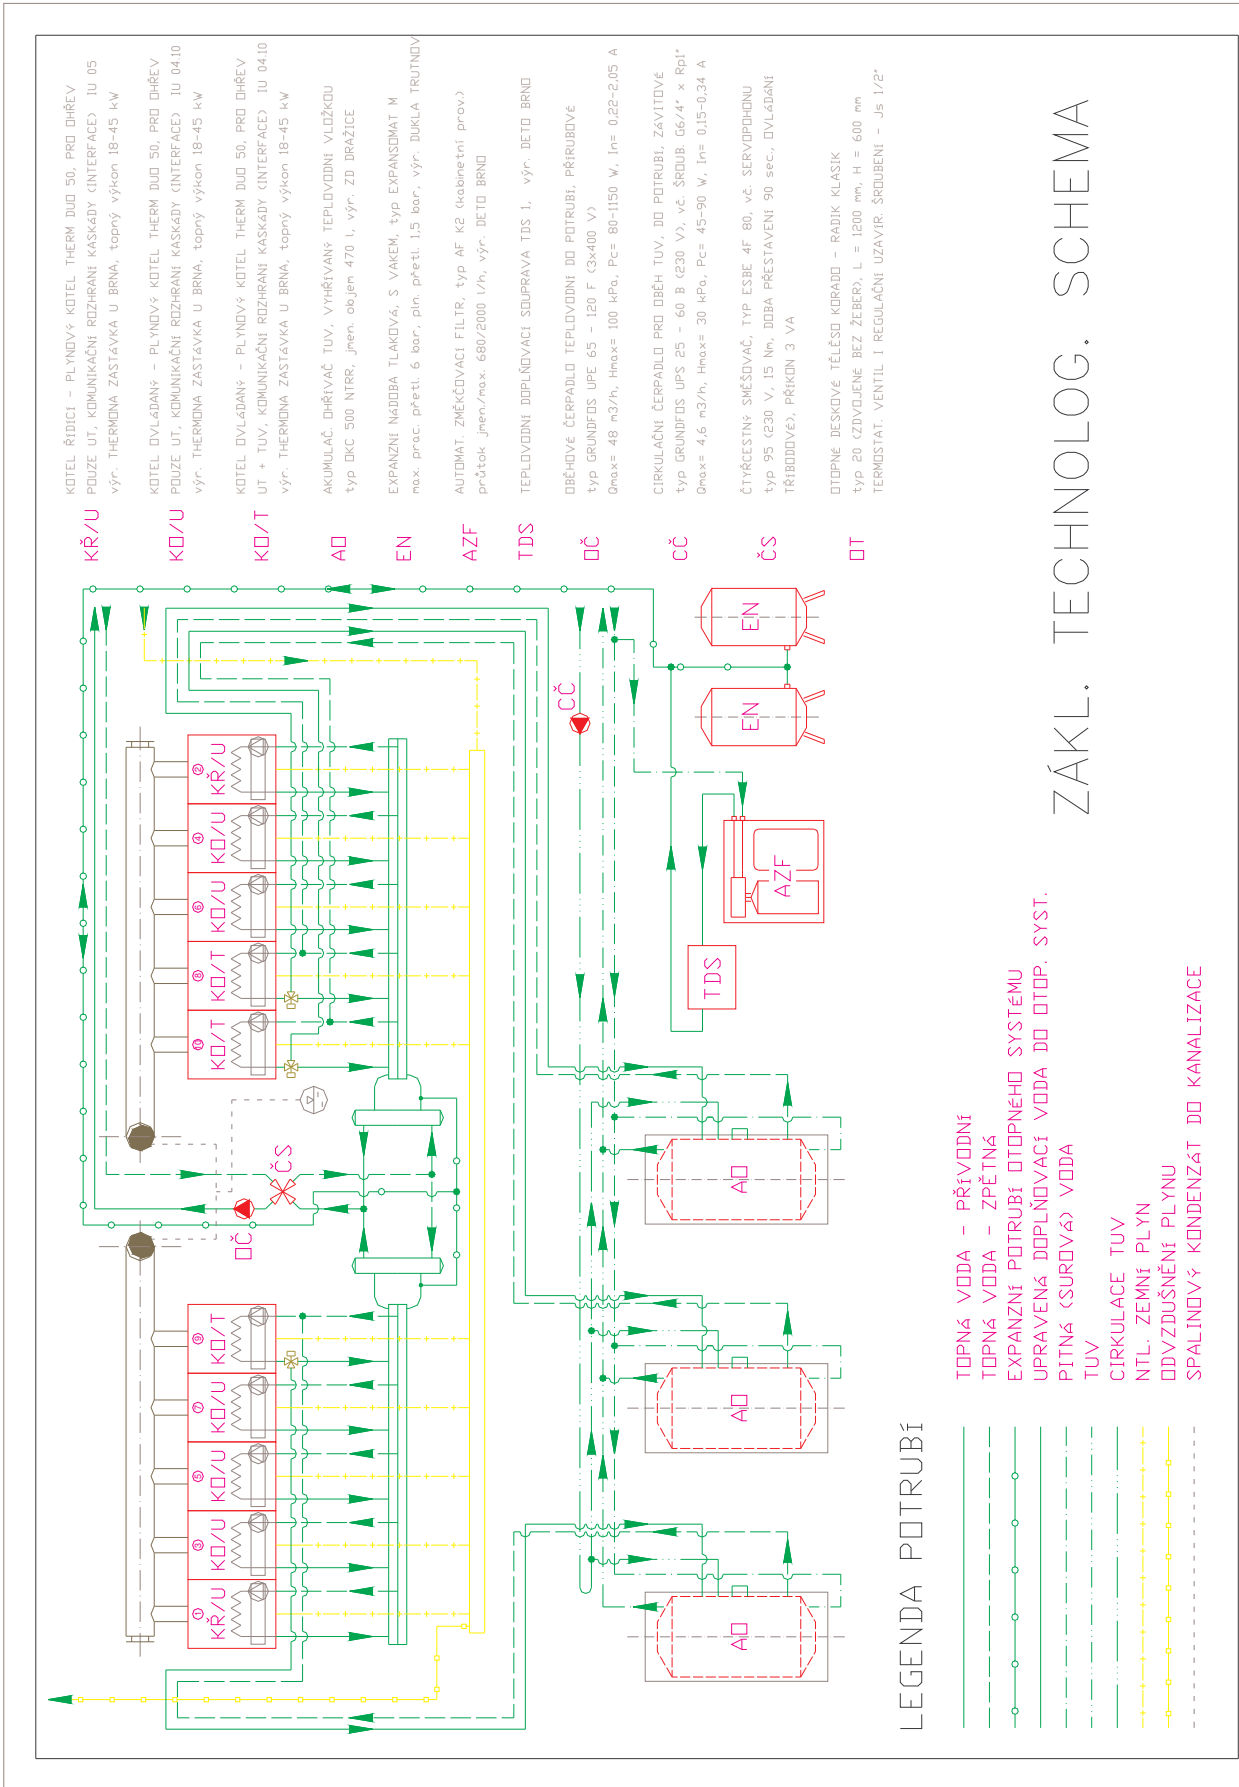 ZÁKL. TECHNOLOG. SCHEMA
KŘ/U
KOTEL ŘÍDÍCÍ - PLYNOVÝ KOTEL THERM DUO 50, PRO OHŘEV
POUZE UT, KOMUNIKAČNÍ ROZHRANÍ KASKÁDY (INTERFACE) IU 05
výr. THERMONA ZASTÁVKA U BRNA, topný výkon 18-45 kW
KO/U
KOTEL OVLÁDANÝ - PLYNOVÝ KOTEL THERM DUO 50, PRO OHŘEV
POUZE UT, KOMUNIKAČNÍ ROZHRANÍ KASKÁDY (INTERFACE) IU 04.10
výr. THERMONA ZASTÁVKA U BRNA, topný výkon 18-45 kW
KO/T
KOTEL OVLÁDANÝ - PLYNOVÝ KOTEL THERM DUO 50, PRO OHŘEV
UT + TUV, KOMUNIKAČNÍ ROZHRANÍ KASKÁDY (INTERFACE) IU 04.10
výr. THERMONA ZASTÁVKA U BRNA, topný výkon 18-45 kW
AO
AKUMULAČ. OHŘÍVAČ TUV, VYHŘÍVANÝ TEPLOVODNÍ VLOŽKOU
typ OKC 500 NTRR, jmen. objem 470 l, výr. ZD DRAŽICE
EN
EXPANZNÍ NÁDOBA TLAKOVÁ, S VAKEM, typ EXPANSOMAT M
max. prac. přetl. 6 bar, pln. přetl. 1.5 bar, výr. DUKLA TRUTNOV
AZF
AUTOMAT. ZMĚKČOVACÍ FILTR, typ AF K2 (kabinetní prov.)
průtok jmen./max. 680/2000 l/h, výr. DETO BRNO
TDS
TEPLOVODNÍ DOPLŇOVACÍ SOUPRAVA TDS 1, výr. DETO BRNO
OČ
OBĚHOVÉ ČERPADLO TEPLOVODNÍ DO POTRUBÍ, PŘÍRUBOVÉ
typ GRUNDFOS UPE 65 - 120 F (3x400 V)
Qmax= 48 m3/h, Hmax= 100 kPa, Pc= 80-1150 W, In= 0.22-2.05 A
CČ
CIRKULAČNÍ ČERPADLO PRO OBĚH TUV, DO POTRUBÍ, ZÁVITOVÉ
typ GRUNDFOS UPS 25 - 60 B (230 V), vč. ŠROUB. G6/4" x Rp1"
Qmax= 4,6 m3/h, Hmax= 30 kPa, Pc= 45-90 W, In= 0.15-0.34 A
ČS
ČTYŘCESTNÝ SMĚŠOVAČ, TYP ESBE 4F 80, vč. SERVOPOHONU
typ 95 (230 V, 15 Nm, DOBA PŘESTAVENÍ 90 sec., OVLÁDÁNÍ
TŘÍBODOVÉ), PŘÍKON 3 VA
OT
OTOPNÉ DESKOVÉ TĚLESO KORADO - RADIK KLASIK
typ 20 (ZDVOJENÉ BEZ ŽEBER), L = 1200 mm, H = 600 mm
TERMOSTAT. VENTIL I REGULAČNÍ UZAVÍR. ŠROUBENÍ - Js 1/2"
1
KŘ/U
3
KO/U
5
KO/U
7
KO/U
9
KO/T
10
KO/T
8
KO/T
6
KO/U
4
KO/U
2
KŘ/U
OČ
ČS
CČ
AO
AO
AO
TDS
AZF
EN
EN
LEGENDA POTRUBÍ
TOPNÁ VODA - PŘÍVODNÍ
TOPNÁ VODA - ZPĚTNÁ
EXPANZNÍ POTRUBÍ OTOPNÉHO SYSTÉMU
UPRAVENÁ DOPLŇOVACÍ VODA DO OTOP. SYST.
PITNÁ (SUROVÁ) VODA
TUV
CIRKULACE TUV
NTL. ZEMNÍ PLYN
ODVZDUŠNĚNÍ PLYNU
SPALINOVÝ KONDENZÁT DO KANALIZACE